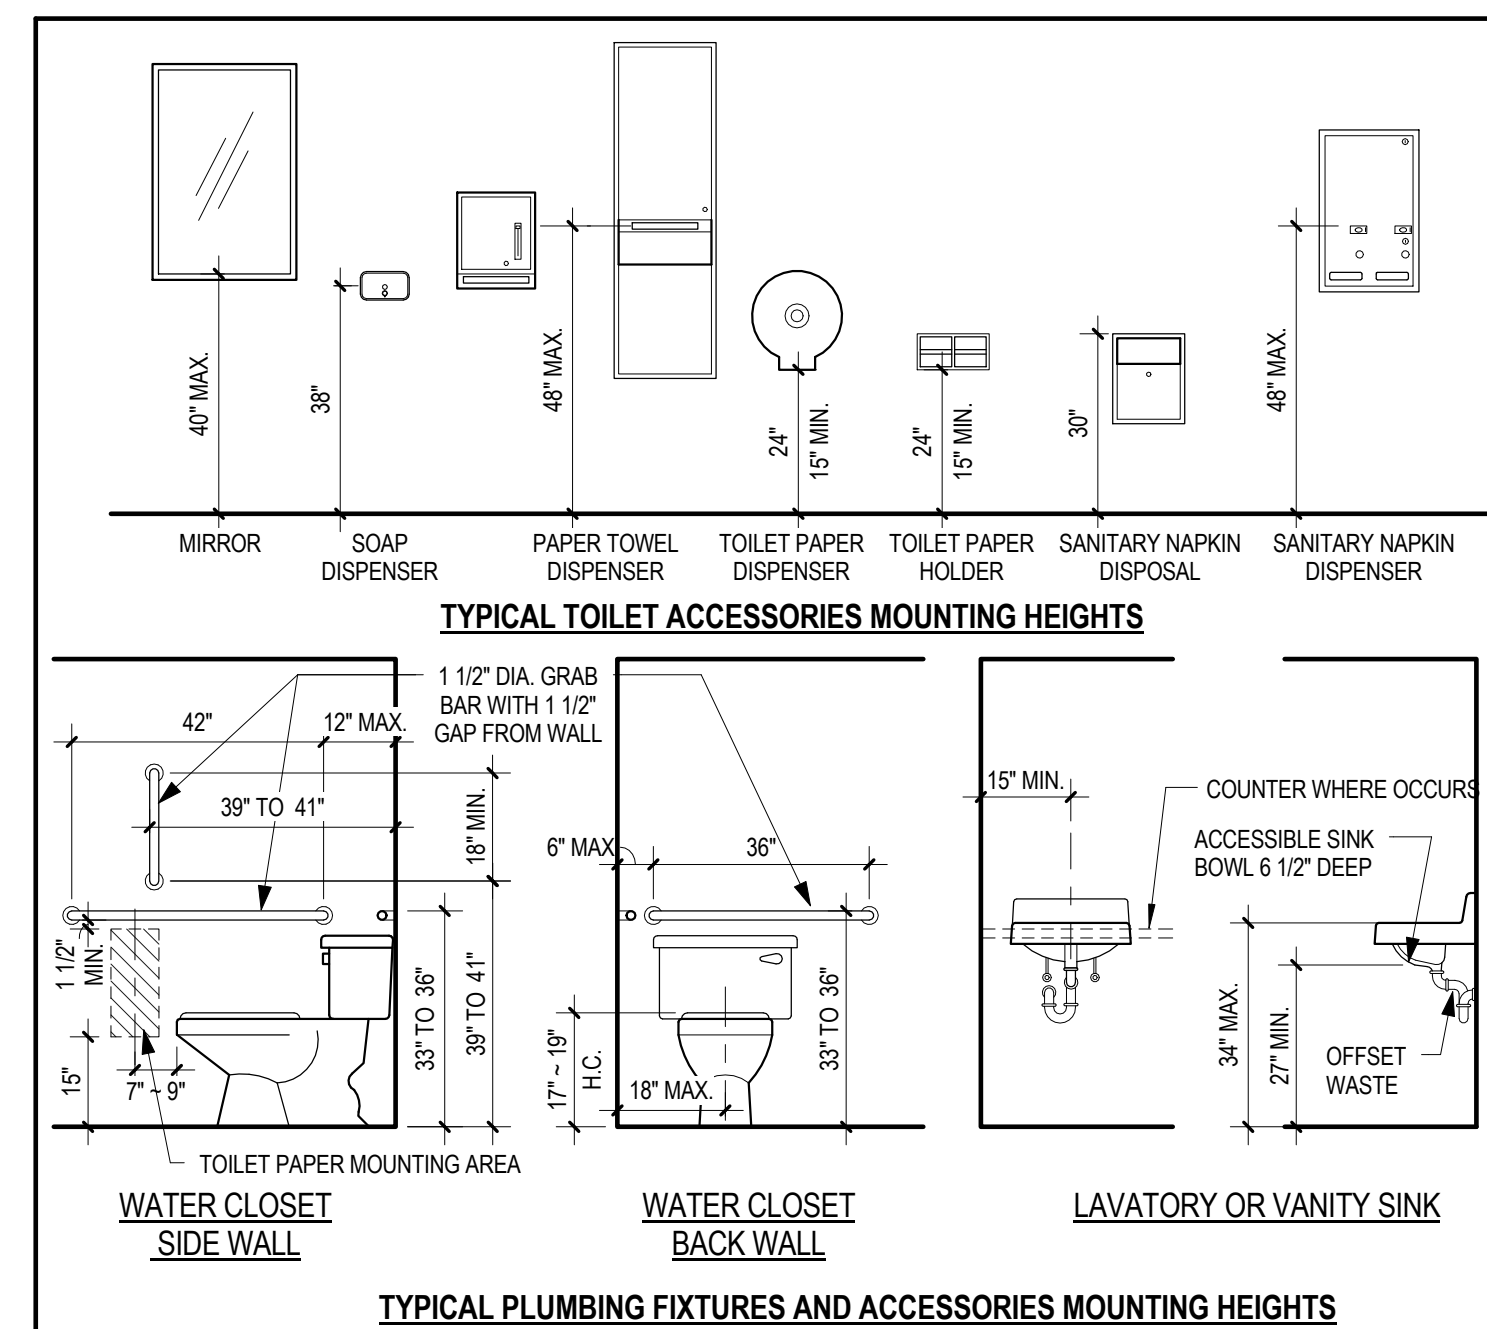 40" MAX.
38"
48" MAX.
24"
15" MIN.
24"
15" MIN.
30"
48" MAX.
MIRROR
SOAP
DISPENSER
PAPER TOWEL
DISPENSER
TOILET PAPER
DISPENSER
TOILET PAPER
HOLDER
SANITARY NAPKIN
DISPOSAL
SANITARY NAPKIN
DISPENSER
TYPICAL TOILET ACCESSORIES MOUNTING HEIGHTS
42"
12" MAX.
1 1/2" DIA. GRAB
BAR WITH 1 1/2"
GAP FROM WALL
39" TO 41"
18" MIN.
1 1/2"
MIN.
15"
7" ~ 9"
33" TO 36"
39" TO 41"
TOILET PAPER MOUNTING AREA
WATER CLOSET
SIDE WALL
6" MAX
36"
17" ~ 19"
H.C.
18" MAX.
33" TO 36"
WATER CLOSET
BACK WALL
15" MIN.
COUNTER WHERE OCCURS
ACCESSIBLE SINK
BOWL 6 1/2" DEEP
34" MAX.
27" MIN.
OFFSET
WASTE
LAVATORY OR VANITY SINK
TYPICAL PLUMBING FIXTURES AND ACCESSORIES MOUNTING HEIGHTS